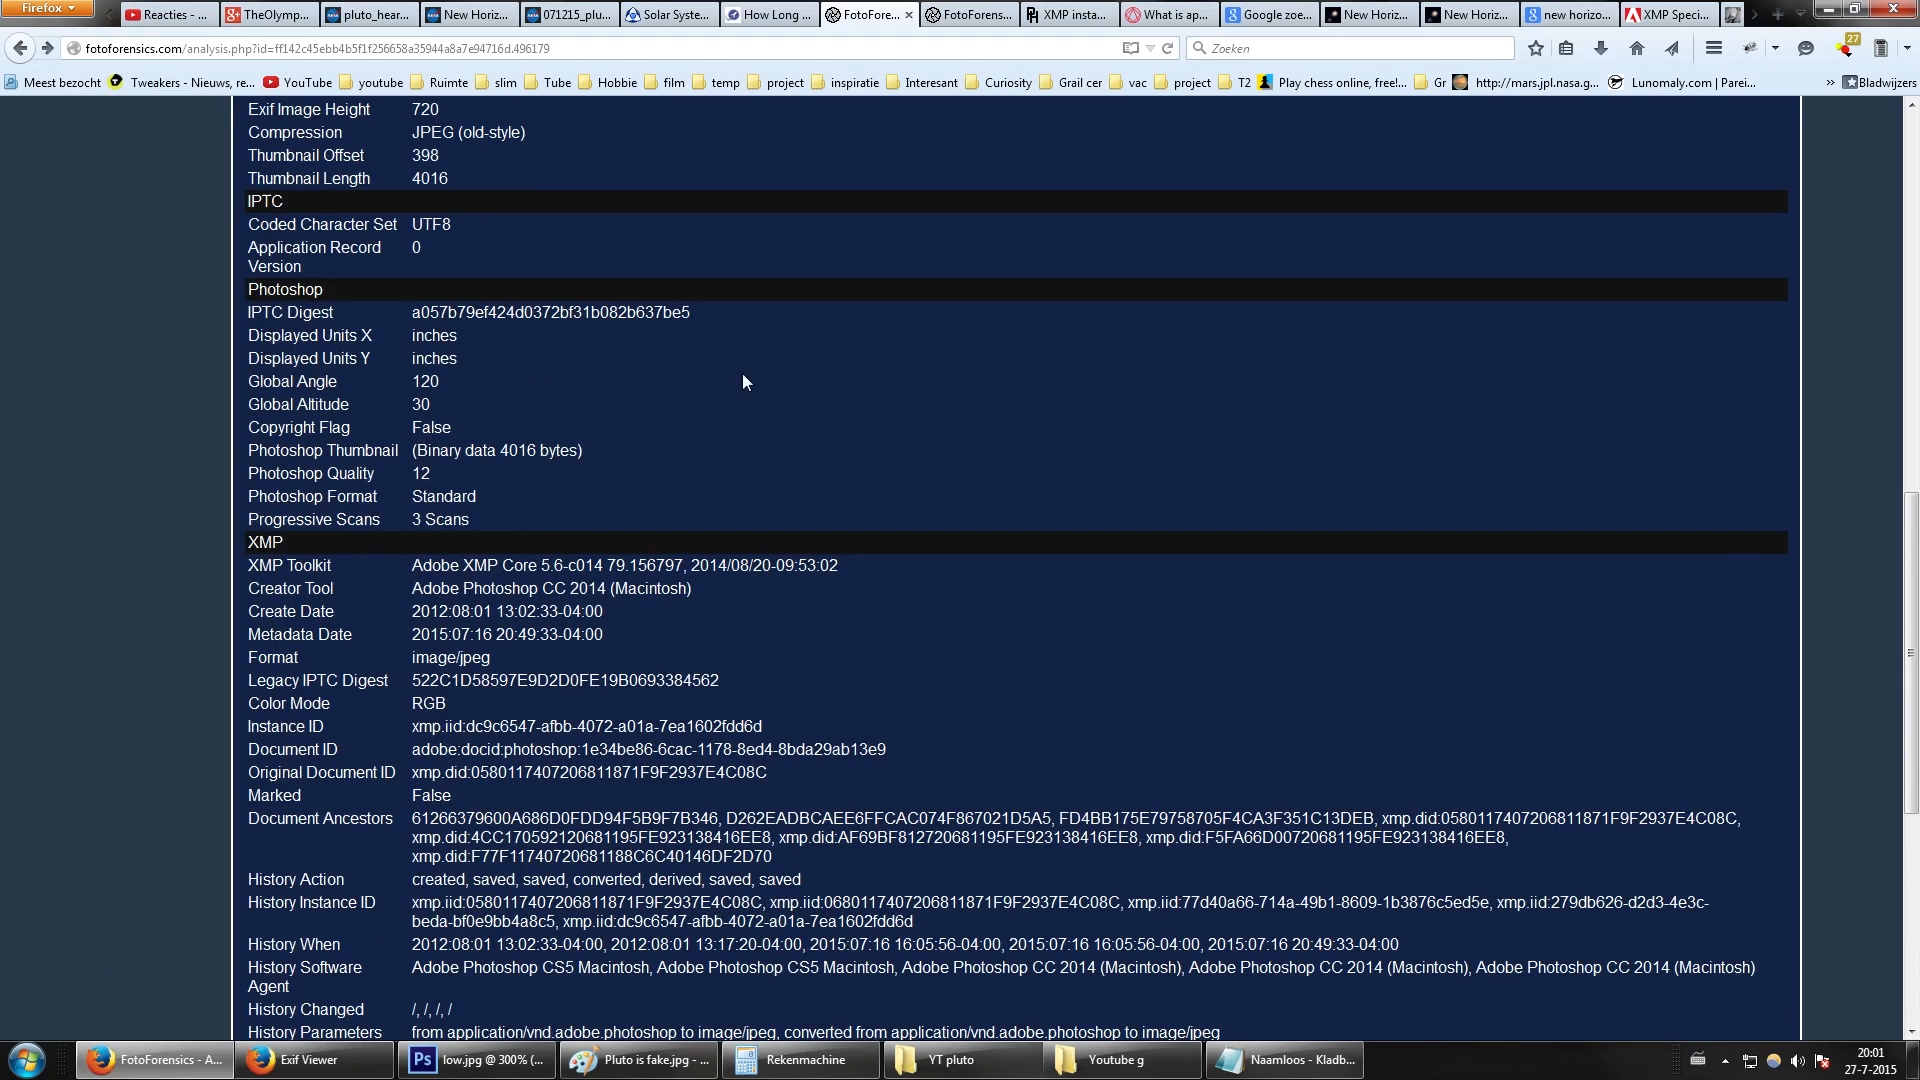 Firefox
Reacties - ...
TheOlymp...
pluto_hear...
New Horiz...
071215_plu...
Solar Syste...
How Long ...
FotoFore...
FotoForens...
XMP insta...
What is ap...
Google zoe...
New Horiz...
New Horiz...
new horizo...
XMP Speci...
fotoforensics.com/analysis.php?id=ff142c45ebb4b5f1f256658a35944a8a7e94716d.496179
Zoeken
27
Meest bezocht
Tweakers - Nieuws, re...
YouTube
youtube
Ruimte
slim
Tube
Hobbie
film
temp
project
inspiratie
Interesant
Curiosity
Grail cer
vac
project
T2
Play chess online, free!...
Gr
http://mars.jpl.nasa.g...
Lunomaly.com | Parei...
Bladwijzers
Exif Image Height 720
Compression JPEG (old-style)
Thumbnail Offset 398
Thumbnail Length 4016
IPTC
Coded Character Set UTF8
Application Record 0
Version
Photoshop
IPTC Digest a057b79ef424d0372bf31b082b637be5
Displayed Units X inches
Displayed Units Y inches
Global Angle 120
Global Altitude 30
Copyright Flag False
Photoshop Thumbnail (Binary data 4016 bytes)
Photoshop Quality 12
Photoshop Format Standard
Progressive Scans 3 Scans
XMP
XMP Toolkit Adobe XMP Core 5.6-c014 79.156797, 2014/08/20-09:53:02
Creator Tool Adobe Photoshop CC 2014 (Macintosh)
Create Date 2012:08:01 13:02:33-04:00
Metadata Date 2015:07:16 20:49:33-04:00
Format image/jpeg
Legacy IPTC Digest 522C1D58597E9D2D0FE19B0693384562
Color Mode RGB
Instance ID xmp.iid:dc9c6547-afbb-4072-a01a-7ea1602fdd6d
Document ID adobe:docid:photoshop:1e34be86-6cac-1178-8ed4-8bda29ab13e9
Original Document ID xmp.did:0580117407206811871F9F2937E4C08C
Marked False
Document Ancestors 61266379600A686D0FDD94F5B9F7B346, D262EADBCAEE6FFCAC074F867021D5A5, FD4BB175E79758705F4CA3F351C13DEB, xmp.did:0580117407206811871F9F2937E4C08C,
xmp.did:4CC170592120681195FE923138416EE8, xmp.did:AF69BF812720681195FE923138416EE8, xmp.did:F5FA66D00720681195FE923138416EE8,
xmp.did:F77F11740720681188C6C40146DF2D70
History Action created, saved, saved, converted, derived, saved, saved
History Instance ID xmp.iid:0580117407206811871F9F2937E4C08C, xmp.iid:0680117407206811871F9F2937E4C08C, xmp.iid:77d40a66-714a-49b1-8609-1b3876c5ed5e, xmp.iid:279db626-d2d3-4e3c-
beda-bf0e9bb4a8c5, xmp.iid:dc9c6547-afbb-4072-a01a-7ea1602fdd6d
History When 2012:08:01 13:02:33-04:00, 2012:08:01 13:17:20-04:00, 2015:07:16 16:05:56-04:00, 2015:07:16 16:05:56-04:00, 2015:07:16 20:49:33-04:00
History Software Adobe Photoshop CS5 Macintosh, Adobe Photoshop CS5 Macintosh, Adobe Photoshop CC 2014 (Macintosh), Adobe Photoshop CC 2014 (Macintosh), Adobe Photoshop CC 2014 (Macintosh)
Agent
History Changed /, /, /, /
History Parameters from application/vnd.adobe.photoshop to image/jpeg, converted from application/vnd.adobe.photoshop to image/jpeg
FotoForensics - A...
Exif Viewer
Ps low.jpg @ 300% (...
Pluto is fake.jpg - ...
Rekenmachine
YT pluto
Youtube g
Naamloos - Kladb...
20:01
27-7-2015